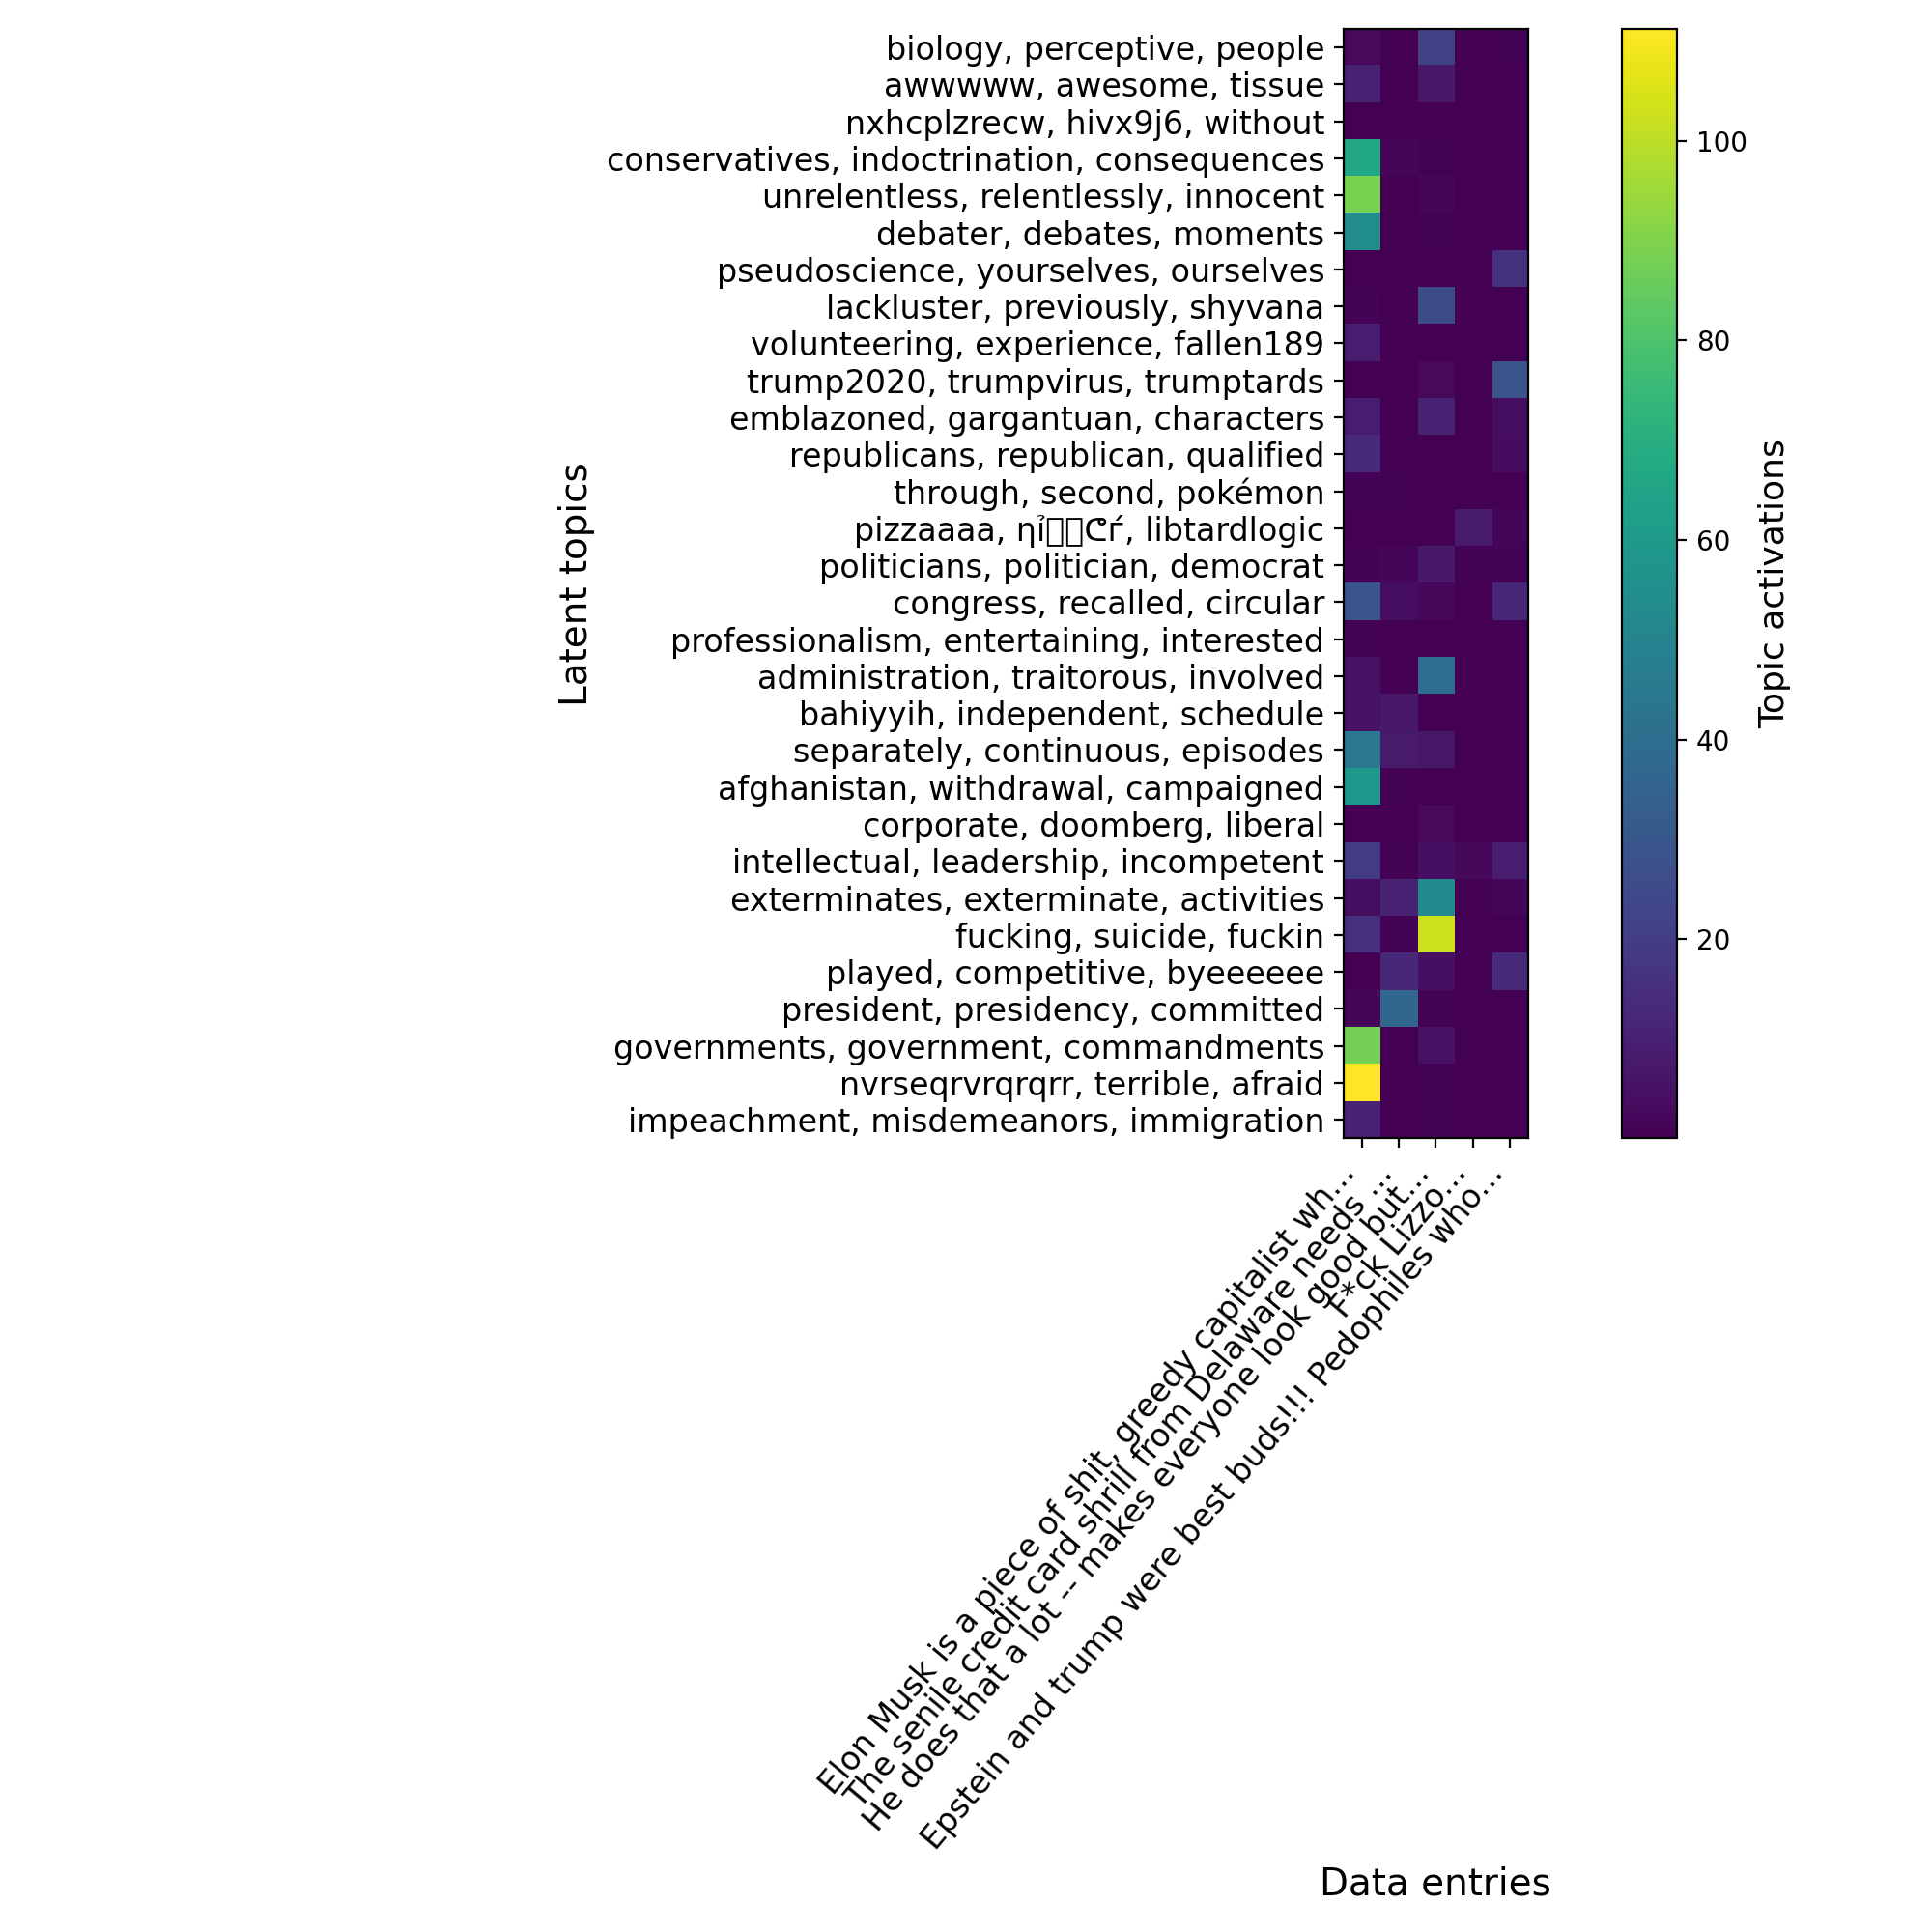 biology, perceptive, people
awwwww, awesome, tissue
nxhcplzrecw, hivx9j6, without
conservatives, indoctrination, consequences
unrelentless, relentlessly, innocent
debater, debates, moments
pseudoscience, yourselves, ourselves
lackluster, previously, shyvana
volunteering, experience, fallen189
trump2020, trumpvirus, trumptards
emblazoned, gargantuan, characters
republicans, republican, qualified
through, second, pokémon
pizzaaaa, libtardlogic
politicians, politician, democrat
congress, recalled, circular
professionalism, entertaining, interested
administration, traitorous, involved
bahiyyih, independent, schedule
separately, continuous, episodes
afghanistan, withdrawal, campaigned
corporate, doomberg, liberal
intellectual, leadership, incompetent
exterminates, exterminate, activities
fucking, suicide, fuckin
played, competitive, byeeeeee
president, presidency, committed
governments, government, commandments
nvrseqrvrqrqrr, terrible, afraid
impeachment, misdemeanors, immigration
Latent topics
Elon Musk is a piece of shit, greedy capitalist wh...
The senile credit card shrill from Delaware needs ...
He does that a lot -- makes everyone look good but...
F*ck Lizzo...
Epstein and trump were best buds!!! Pedophiles who...
Data entries
100
80
60
40
20
Topic activations